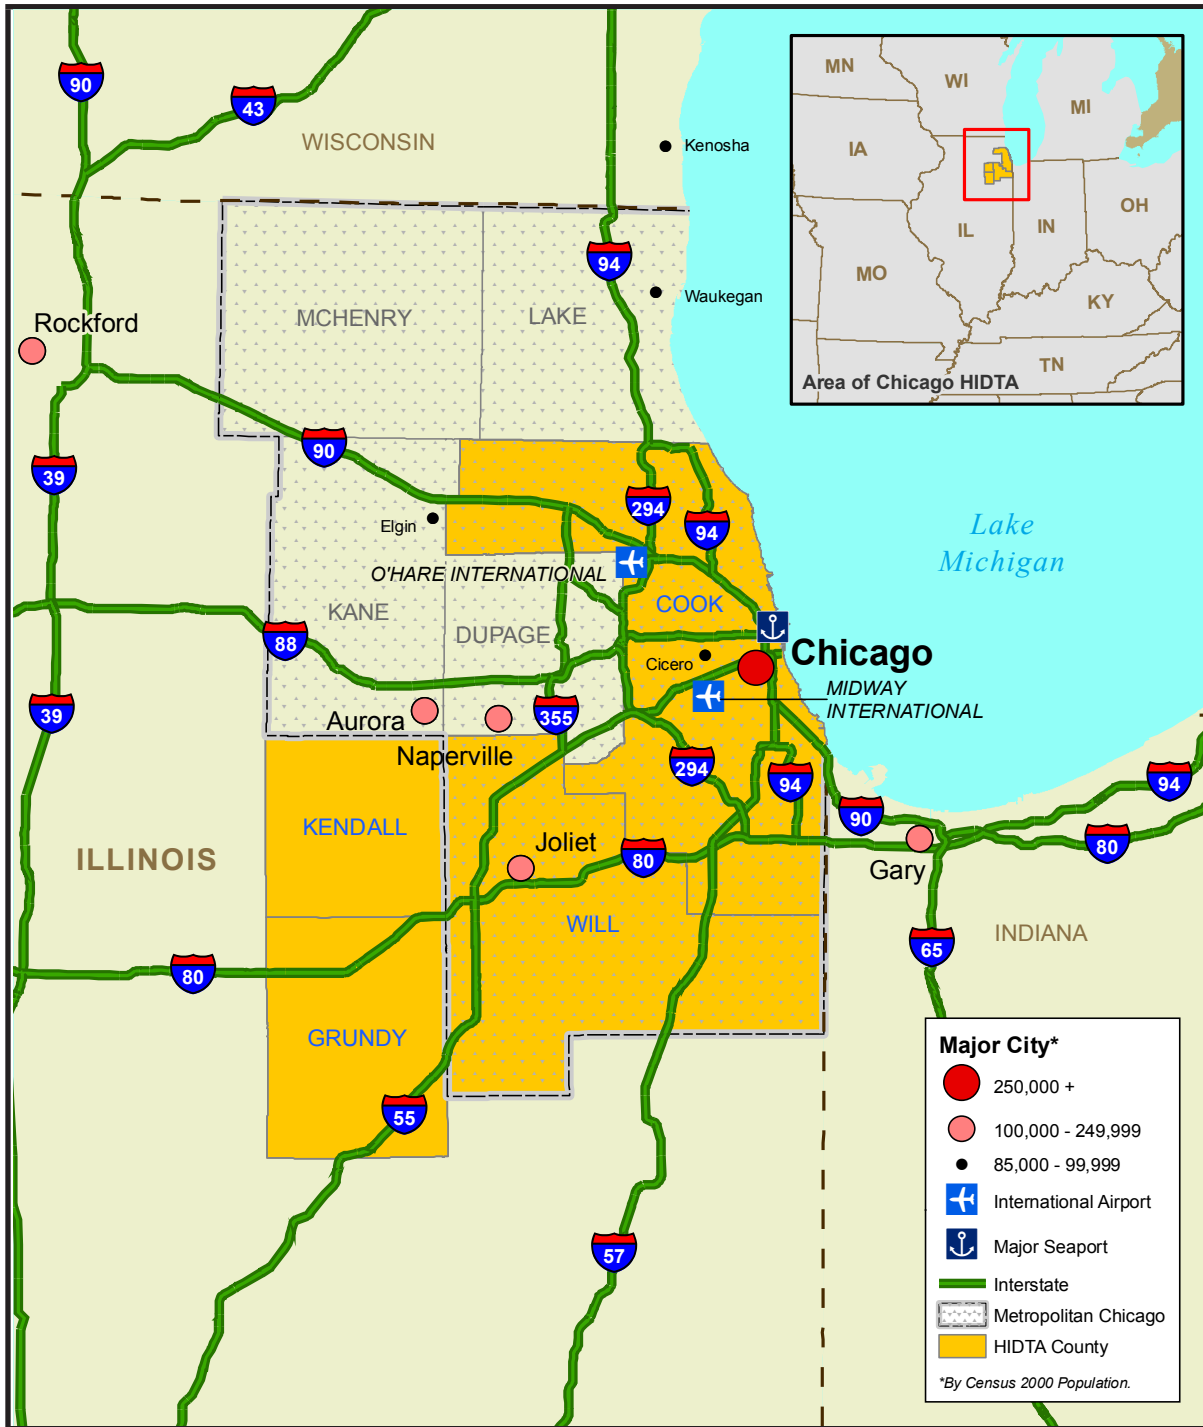 90
43
WISCONSIN
Kenosha
94
Waukegan
MCHENRY
LAKE
Rockford
90
39
294
94
Elgin
O'HARE INTERNATIONAL
Lake
Michigan
KANE
COOK
DUPAGE
88
Cicero
Chicago
MIDWAY
INTERNATIONAL
39
Aurora
355
Naperville
294
94
94
90
KENDALL
Joliet
80
80
Gary
ILLINOIS
WILL
INDIANA
65
80
GRUNDY
55
57
MN
WI
MI
IA
OH
IL
IN
MO
KY
TN
Area of Chicago HIDTA
Major City*
250,000 +
100,000 - 249,999
85,000 - 99,999
International Airport
Major Seaport
Interstate
Metropolitan Chicago
HIDTA County
*By Census 2000 Population.